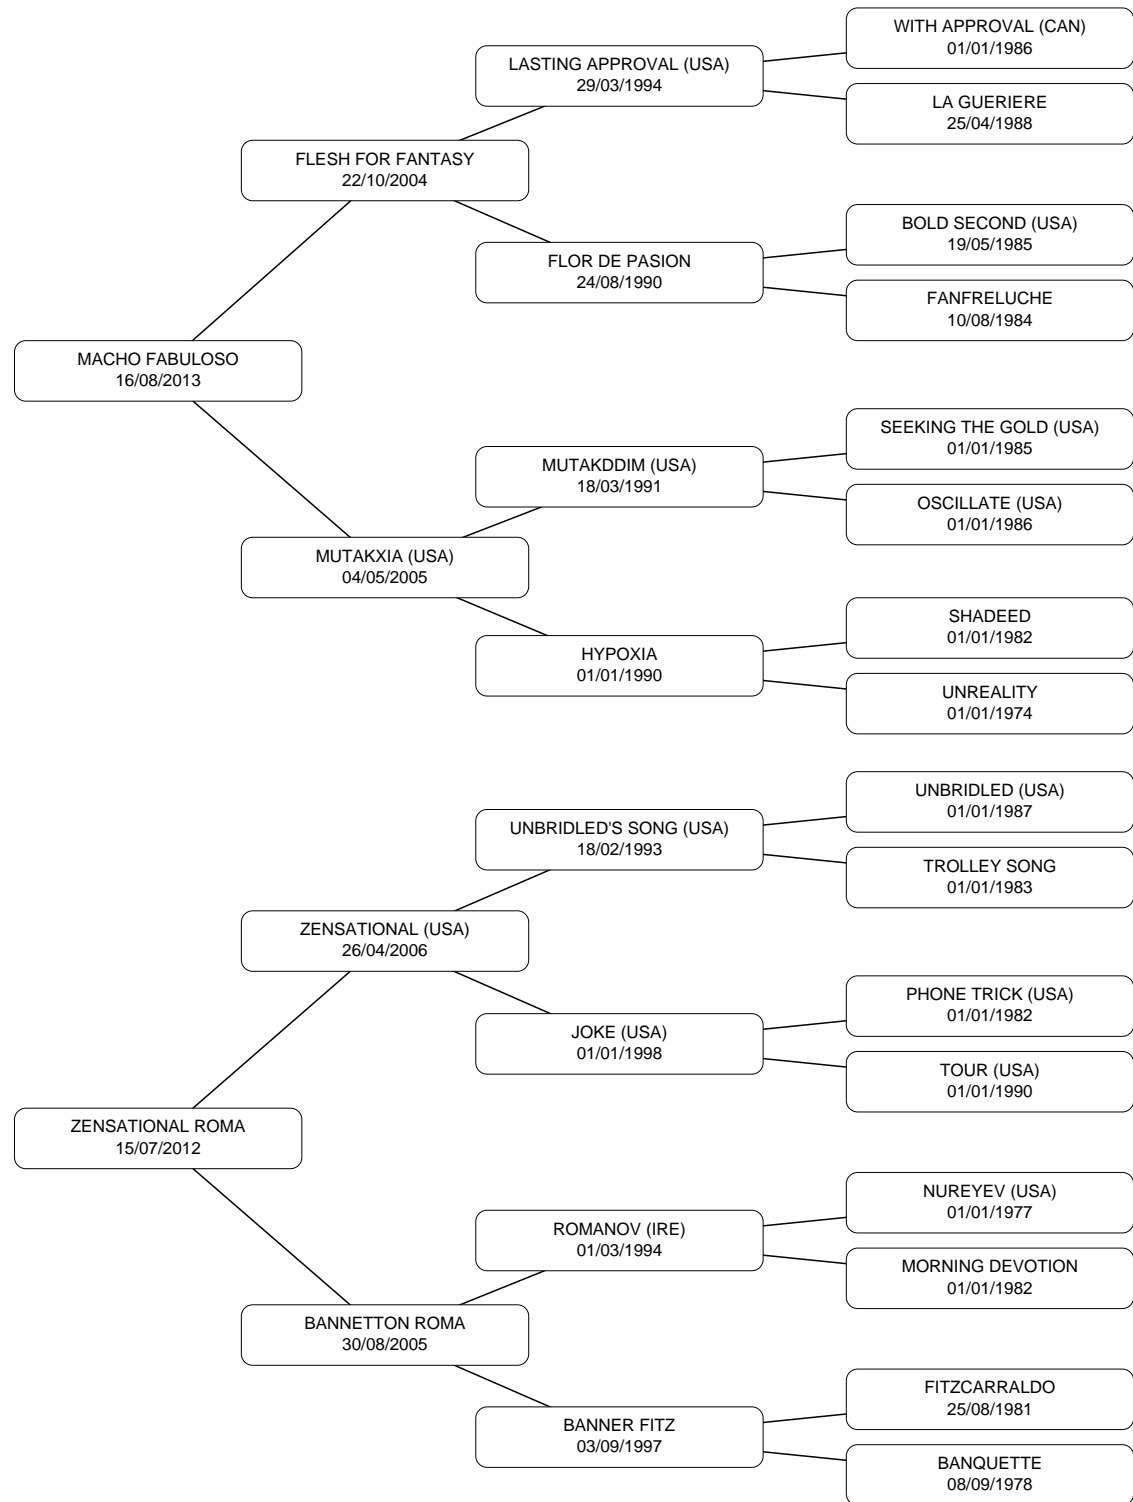 WITH APPROVAL (CAN)
01/01/1986
LASTING APPROVAL (USA)
29/03/1994
LA GUERIERE
25/04/1988
FLESH FOR FANTASY
22/10/2004
BOLD SECOND (USA)
19/05/1985
FLOR DE PASION
24/08/1990
FANFRELUCHE
10/08/1984
MACHO FABULOSO
16/08/2013
SEEKING THE GOLD (USA)
01/01/1985
MUTAKDDIM (USA)
18/03/1991
OSCILLATE (USA)
01/01/1986
MUTAKXIA (USA)
04/05/2005
SHADEED
01/01/1982
HYPOXIA
01/01/1990
UNREALITY
01/01/1974
UNBRIDLED (USA)
01/01/1987
UNBRIDLED'S SONG (USA)
18/02/1993
TROLLEY SONG
01/01/1983
ZENSATIONAL (USA)
26/04/2006
PHONE TRICK (USA)
01/01/1982
JOKE (USA)
01/01/1998
TOUR (USA)
01/01/1990
ZENSATIONAL ROMA
15/07/2012
NUREYEV (USA)
01/01/1977
ROMANOV (IRE)
01/03/1994
MORNING DEVOTION
01/01/1982
BANNETTON ROMA
30/08/2005
FITZCARRALDO
25/08/1981
BANNER FITZ
03/09/1997
BANQUETTE
08/09/1978